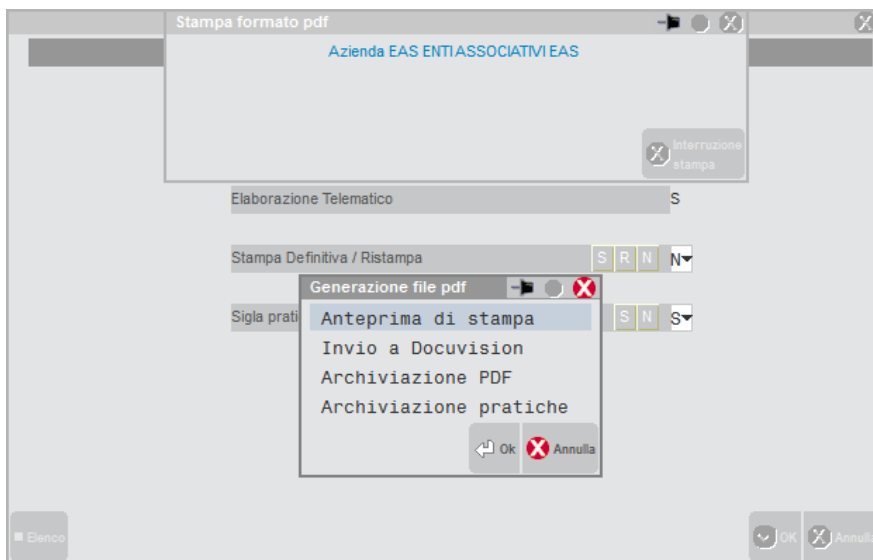 Stampa formato pdf
Azienda EAS ENTI ASSOCIATIVI EAS
Interruzione
stampa
Elaborazione Telematico S
Stampa Definitiva / Ristampa S R N N
Generazione file pdf
Sigla prati S N S
Anteprima di stampa
Invio a Docuvision
Archiviazione PDF
Archiviazione pratiche
Ok Annulla
Elenco OK Annulla